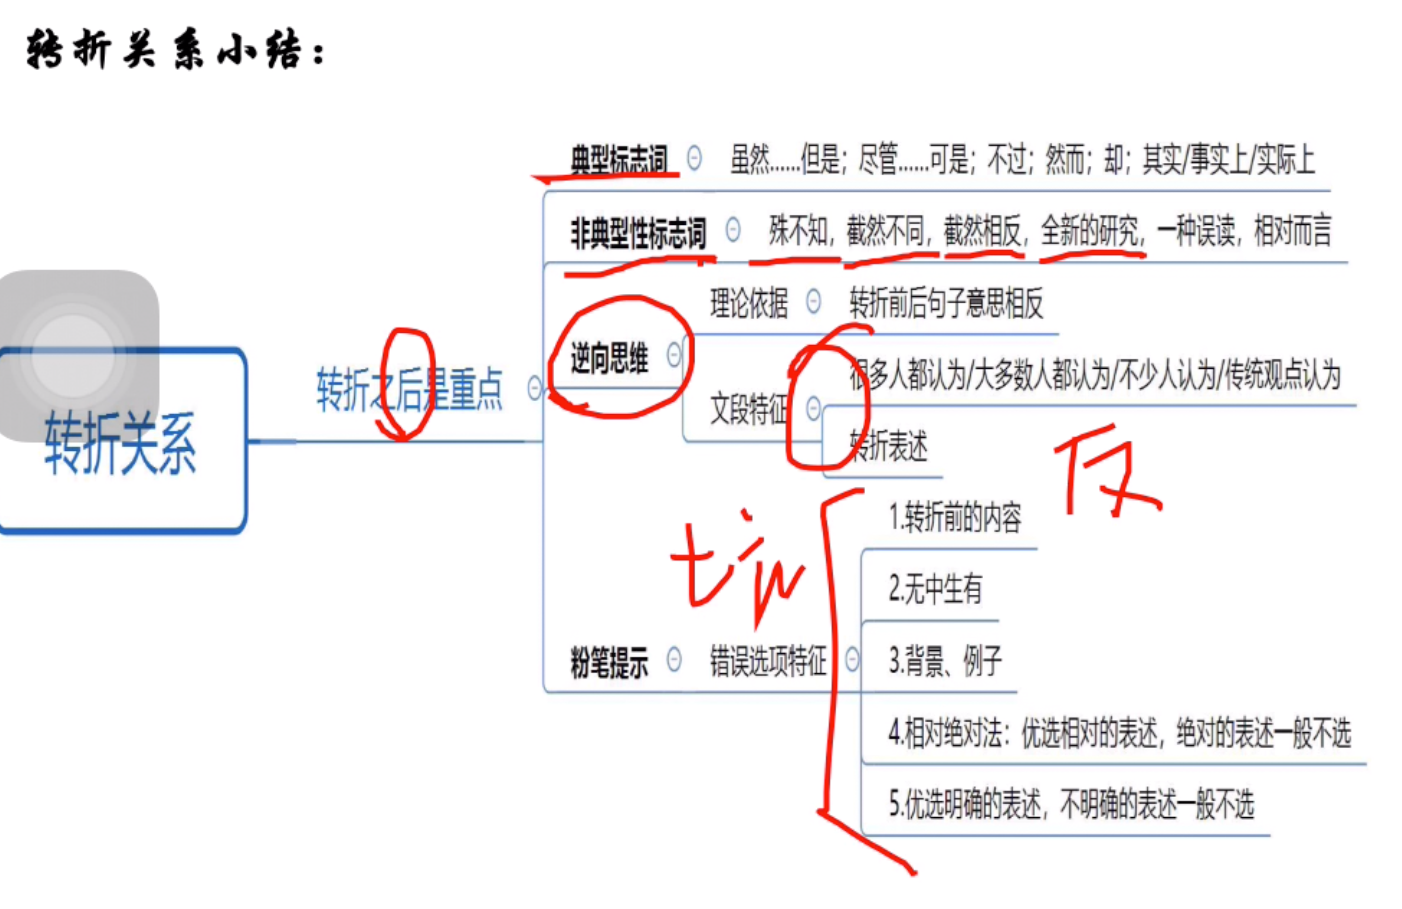 转折关系小结：
典型标志词 虽然……但是；尽管……可是；不过；然而；却；其实/事实上/实际上
非典型性标志词 殊不知，截然不同，截然相反，全新的研究，一种误读，相对而言
理论依据 转折前后句子意思相反
逆向思维
很多人都认为/大多数人都认为/不少人认为/传统观点认为
转折之后是重点
文段特征
转折关系
转折表述
反
1.转折前的内容
坑
2.无中生有
粉笔提示 错误选项特征
3.背景、例子
4.相对绝对法：优选相对的表述，绝对的表述一般不选
5.优选明确的表述，不明确的表述一般不选